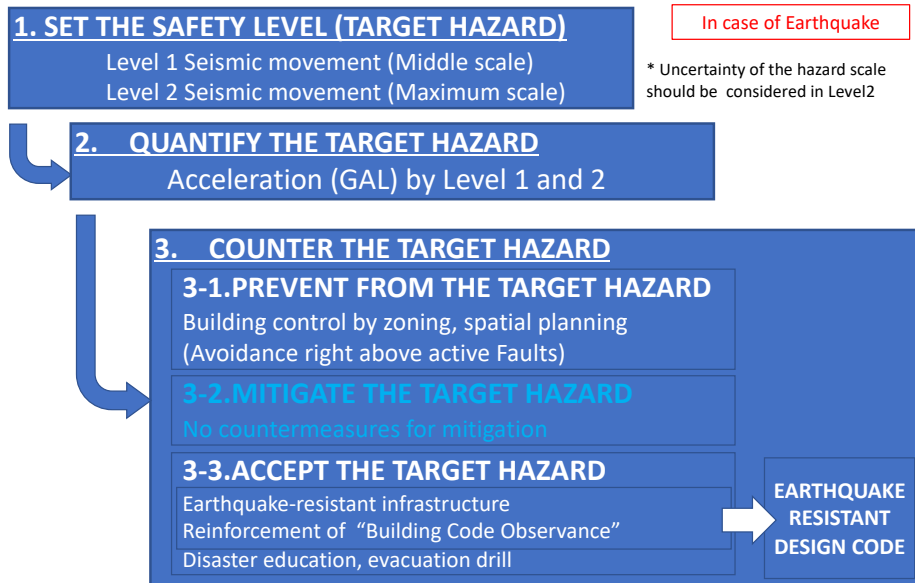 1. SET THE SAFETY LEVEL (TARGET HAZARD)
Level 1 Seismic movement (Middle scale)
Level 2 Seismic movement (Maximum scale)
In case of Earthquake
* Uncertainty of the hazard scale
should be considered in Level2
2. QUANTIFY THE TARGET HAZARD
Acceleration (GAL) by Level 1 and 2
3. COUNTER THE TARGET HAZARD
3-1.PREVENT FROM THE TARGET HAZARD
Building control by zoning, spatial planning
(Avoidance right above active Faults)
3-2.MITIGATE THE TARGET HAZARD
No countermeasures for mitigation
3-3.ACCEPT THE TARGET HAZARD
Earthquake-resistant infrastructure
Reinforcement of “Building Code Observance”
Disaster education, evacuation drill
EARTHQUAKE
RESISTANT
DESIGN CODE